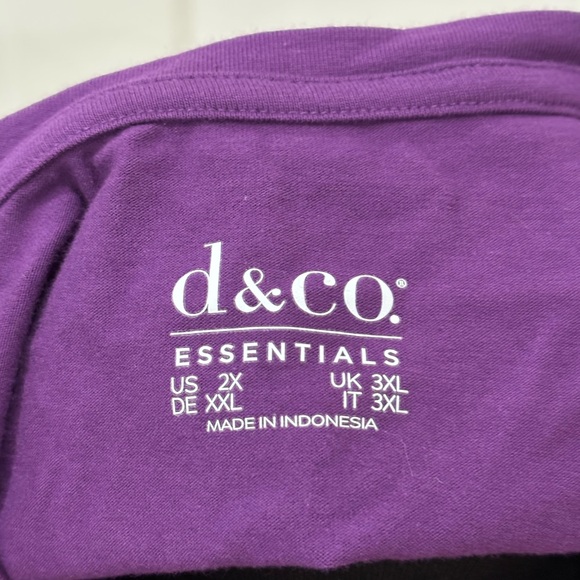 d&co.®
ESSENTIALS
US 2X UK 3XL
DE XXL IT 3XL
MADE IN INDONESIA